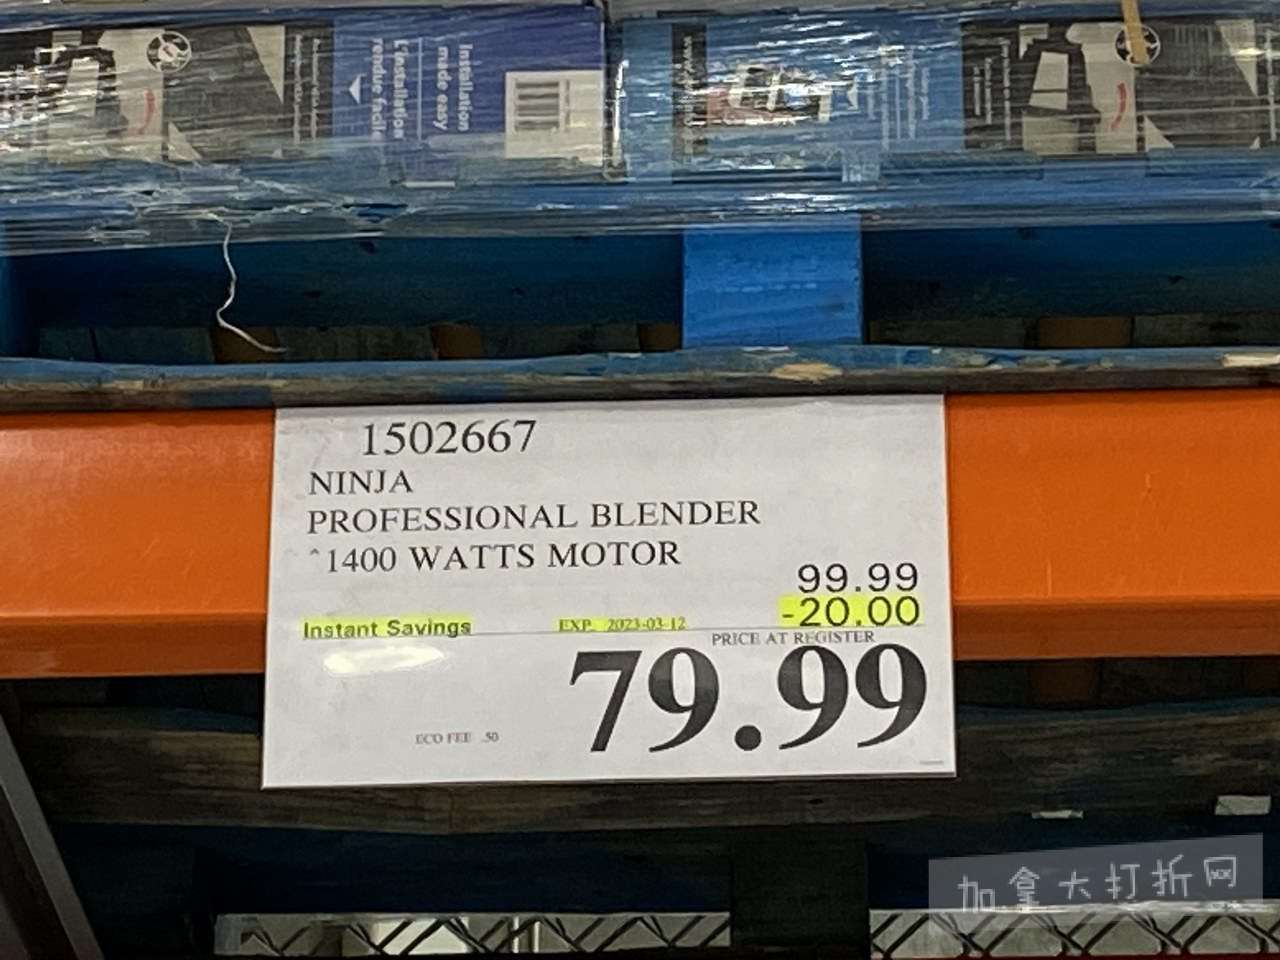 Installation
made easy
L'installation
rendue facile
1502667
NINJA
PROFESSIONAL BLENDER
^1400 WATTS MOTOR
99.99
Instant Savings EXP. 2023-03-12 -20.00
PRICE AT REGISTER
79.99
ECO FEE .50
加拿大打折网